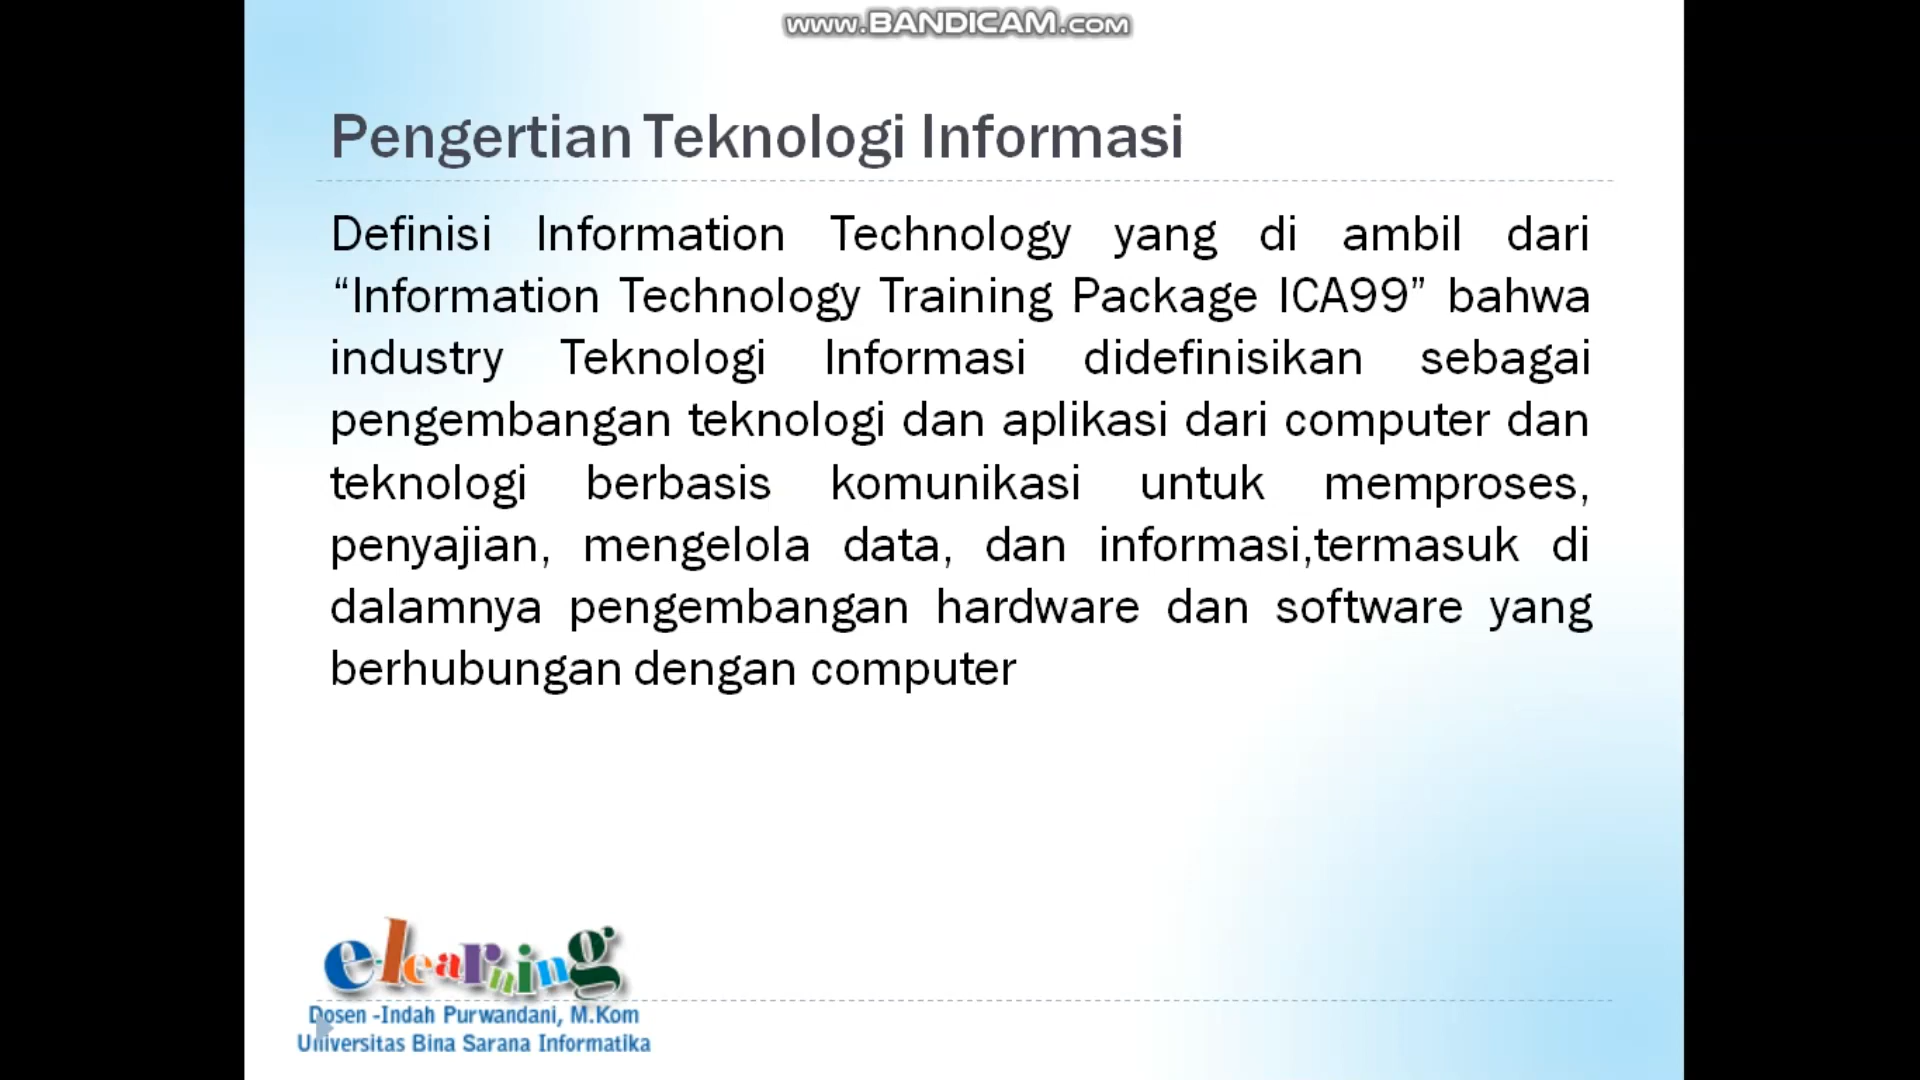 www.BANDICAM.com
Pengertian Teknologi Informasi
Definisi Information Technology yang di ambil dari
“Information Technology Training Package ICA99” bahwa
industry Teknologi Informasi didefinisikan sebagai
pengembangan teknologi dan aplikasi dari computer dan
teknologi berbasis komunikasi untuk memproses,
penyajian, mengelola data, dan informasi,termasuk di
dalamnya pengembangan hardware dan software yang
berhubungan dengan computer
e-learning
Dosen -Indah Purwandani, M.Kom
Universitas Bina Sarana Informatika